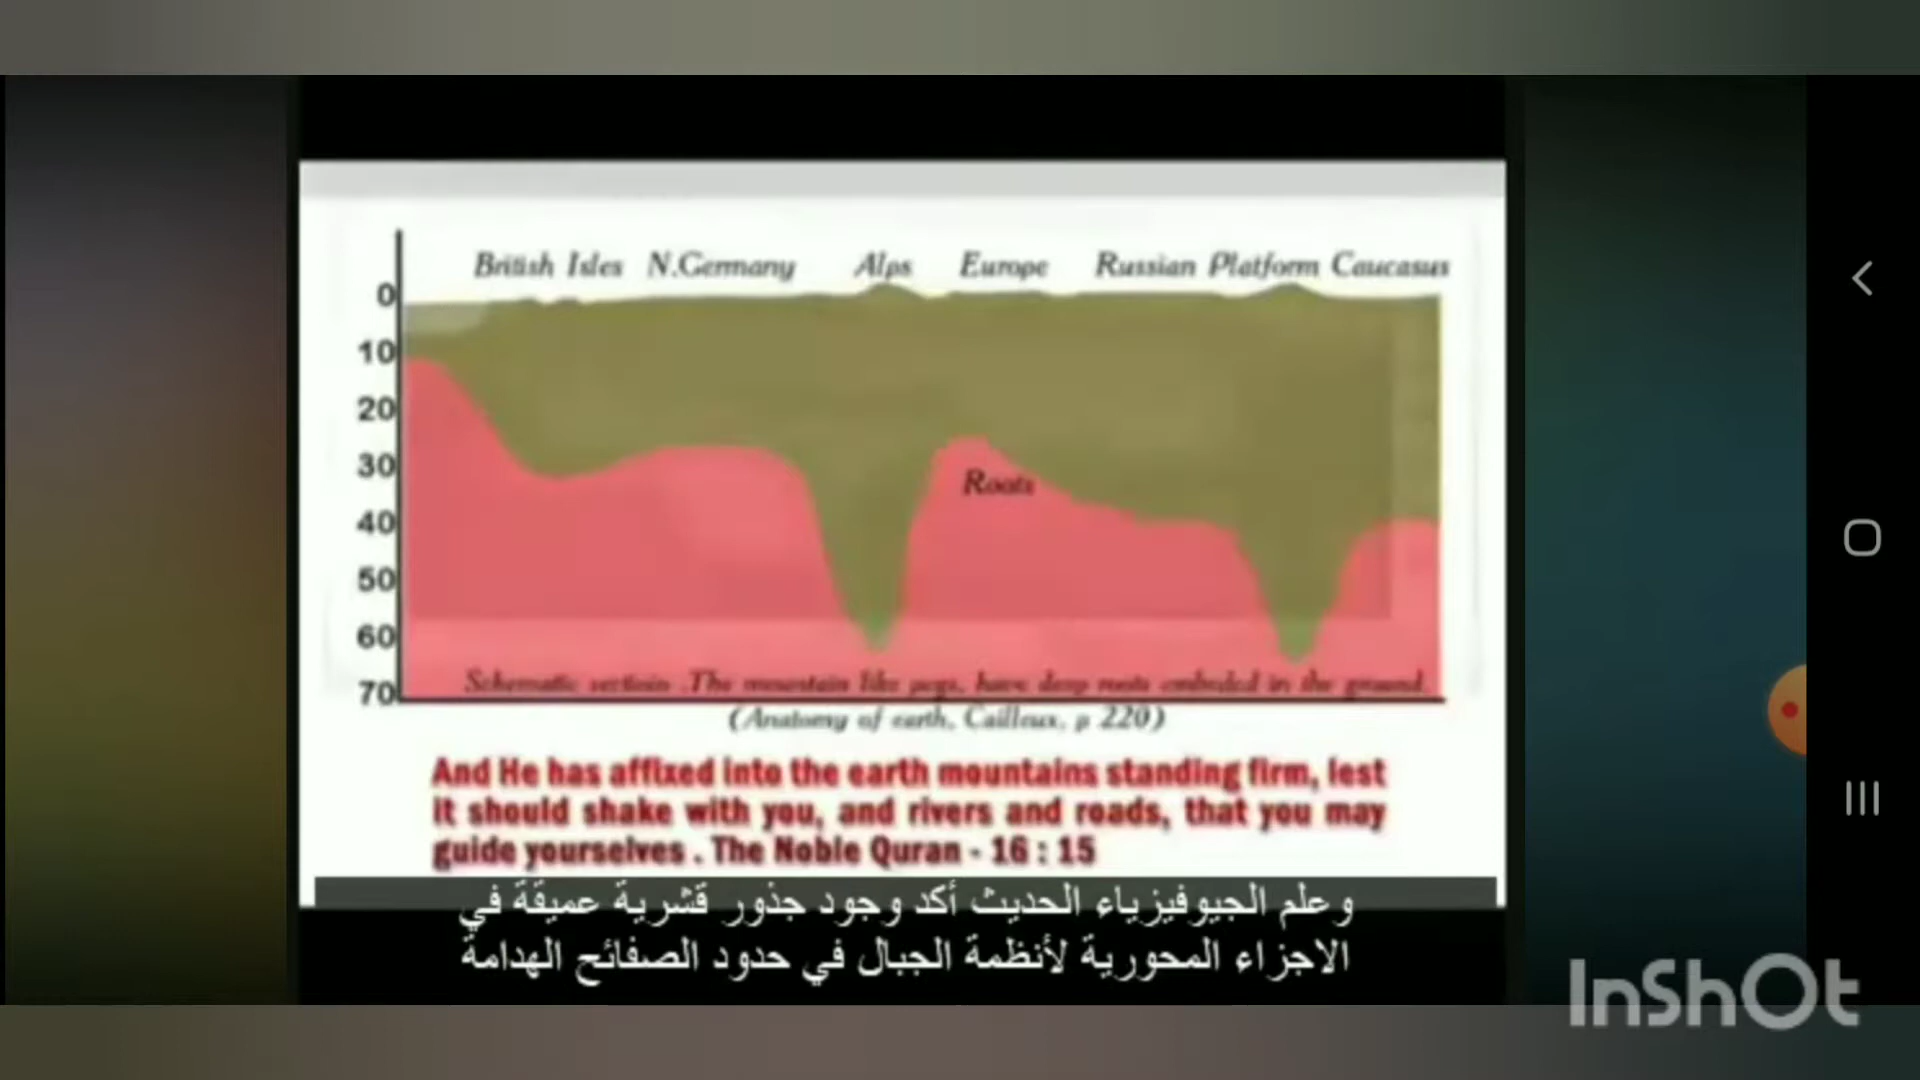 British Isles N.Germany Alps Europe Russian Platform Caucasus
0
10
20
30
Roots
40
50
60
Schematic sectioin .The mountain like pegs, have deep roots embeded in the ground.
70
(Anatomy of earth, Cailleux, p 220)
And He has affixed into the earth mountains standing firm, lest
it should shake with you, and rivers and roads, that you may
guide yourselves . The Noble Quran - 16 : 15
وعلم الجيوفيزياء الحديث أكد وجود جذور قشرية عميقة في
الاجزاء المحورية لأنظمة الجبال في حدود الصفائح الهدامة
InShOt